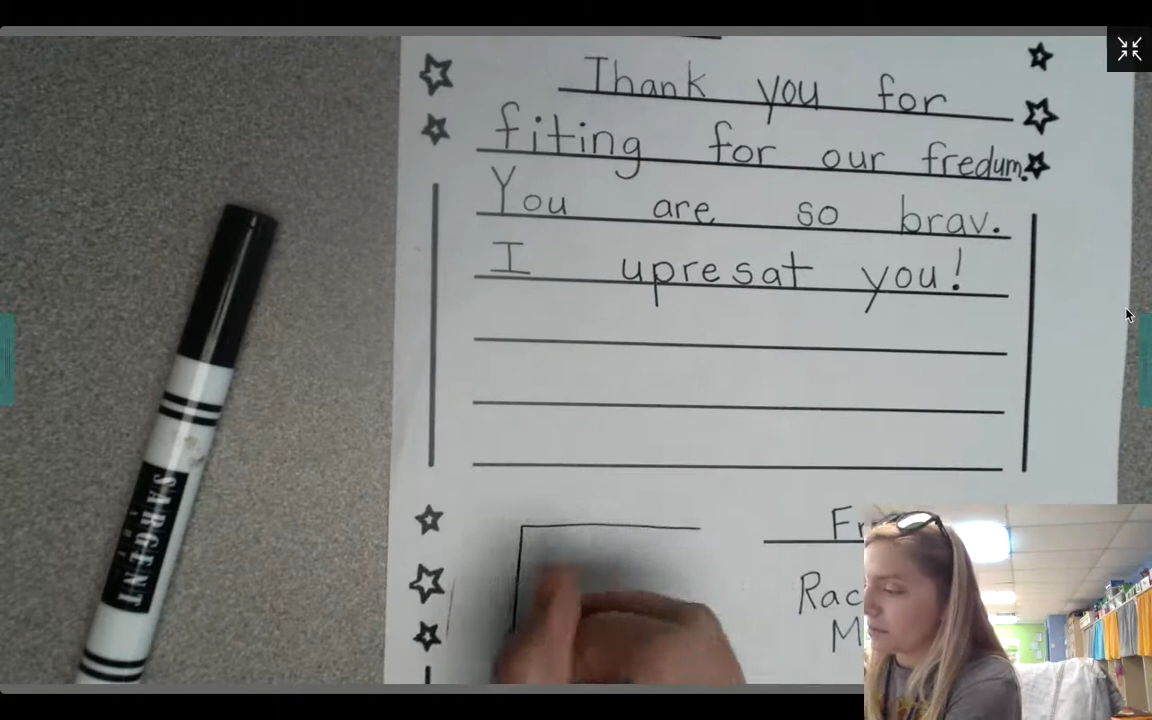 Thank you for
fiting for our fredum.
You are so brav.
I upresat you!
SARGENT